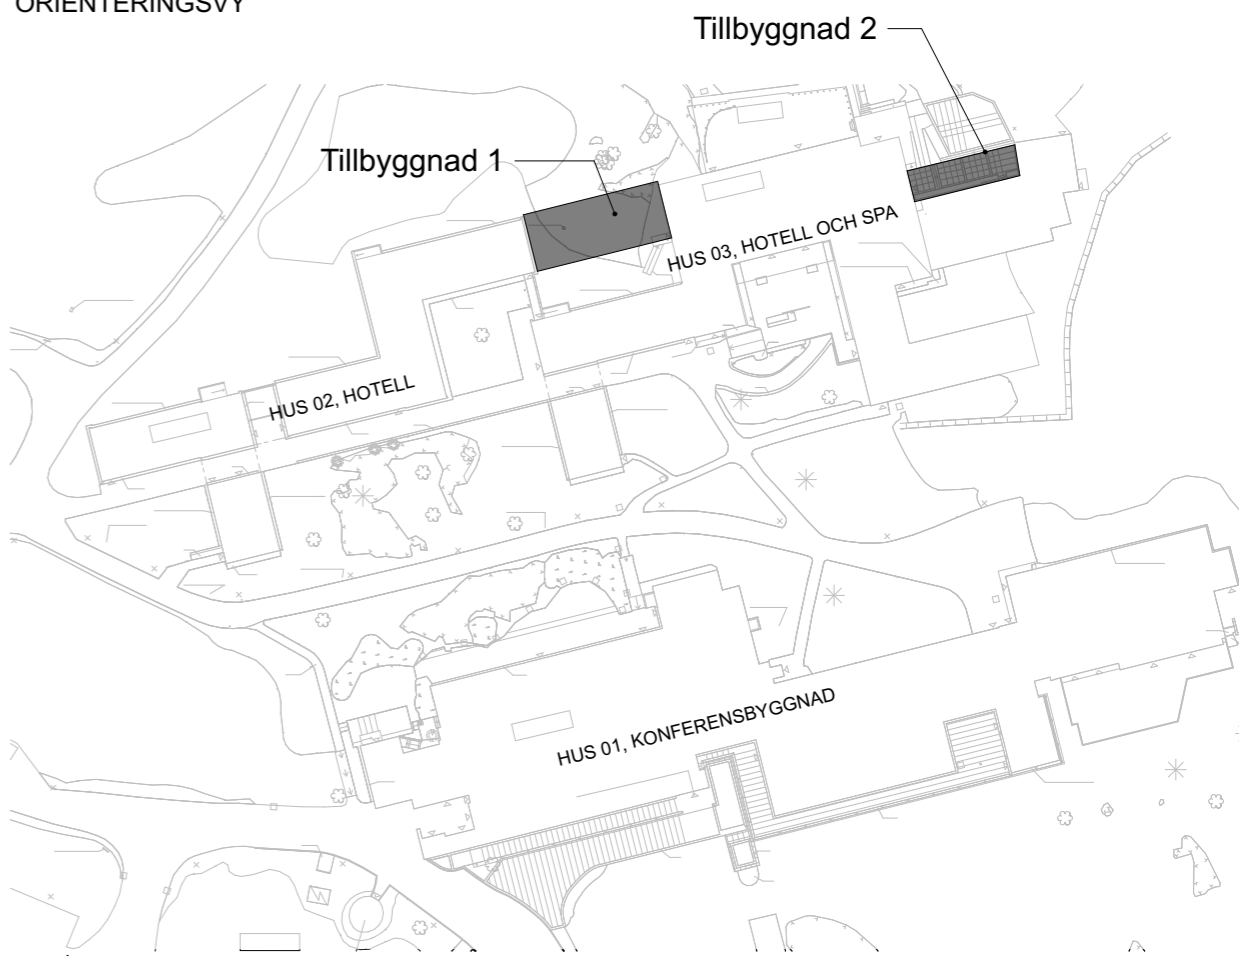 ORIENTERINGSVY
Tillbyggnad 2
Tillbyggnad 1
HUS 03, HOTELL OCH SPA
HUS 02, HOTELL
HUS 01, KONFERENSBYGGNAD